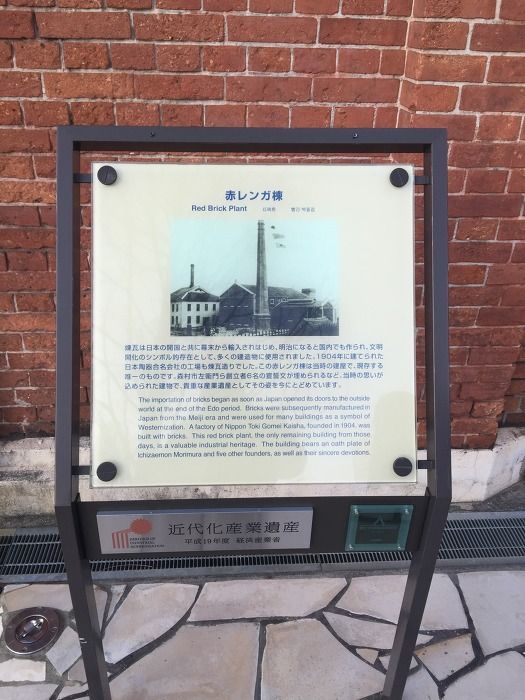 赤レンガ棟
Red Brick Plant
煉瓦は日本の開国と共に幕末から輸入されはじめ、明治になると国内でも作られ、文明
開化のシンボル的存在として、多くの建造物に使用されました。1904年に建てられた
日本陶器合名会社の工場も煉瓦造りでした。この赤レンガ棟は当時の建屋で、現存する
唯一のものです。森村市左衛門ら創立者6名の宣誓文が埋められるなど、当時の思いが
込められた建物で、貴重な産業遺産としてその姿を今にとどめています。
The importation of bricks began as soon as Japan opened its doors to the outside
world at the end of the Edo period. Bricks were subsequently manufactured in
Japan from the Meiji era and were used for many buildings as a symbol of
Westernization. A factory of Nippon Toki Gomei Kaisha, founded in 1904, was
built with bricks. This red brick plant, the only remaining building from those
days, is a valuable industrial heritage. The building bears an oath plate of
Ichizaemon Morimura and five other founders, as well as their sincere devotions.
近代化産業遺産
平成19年度 経済産業省